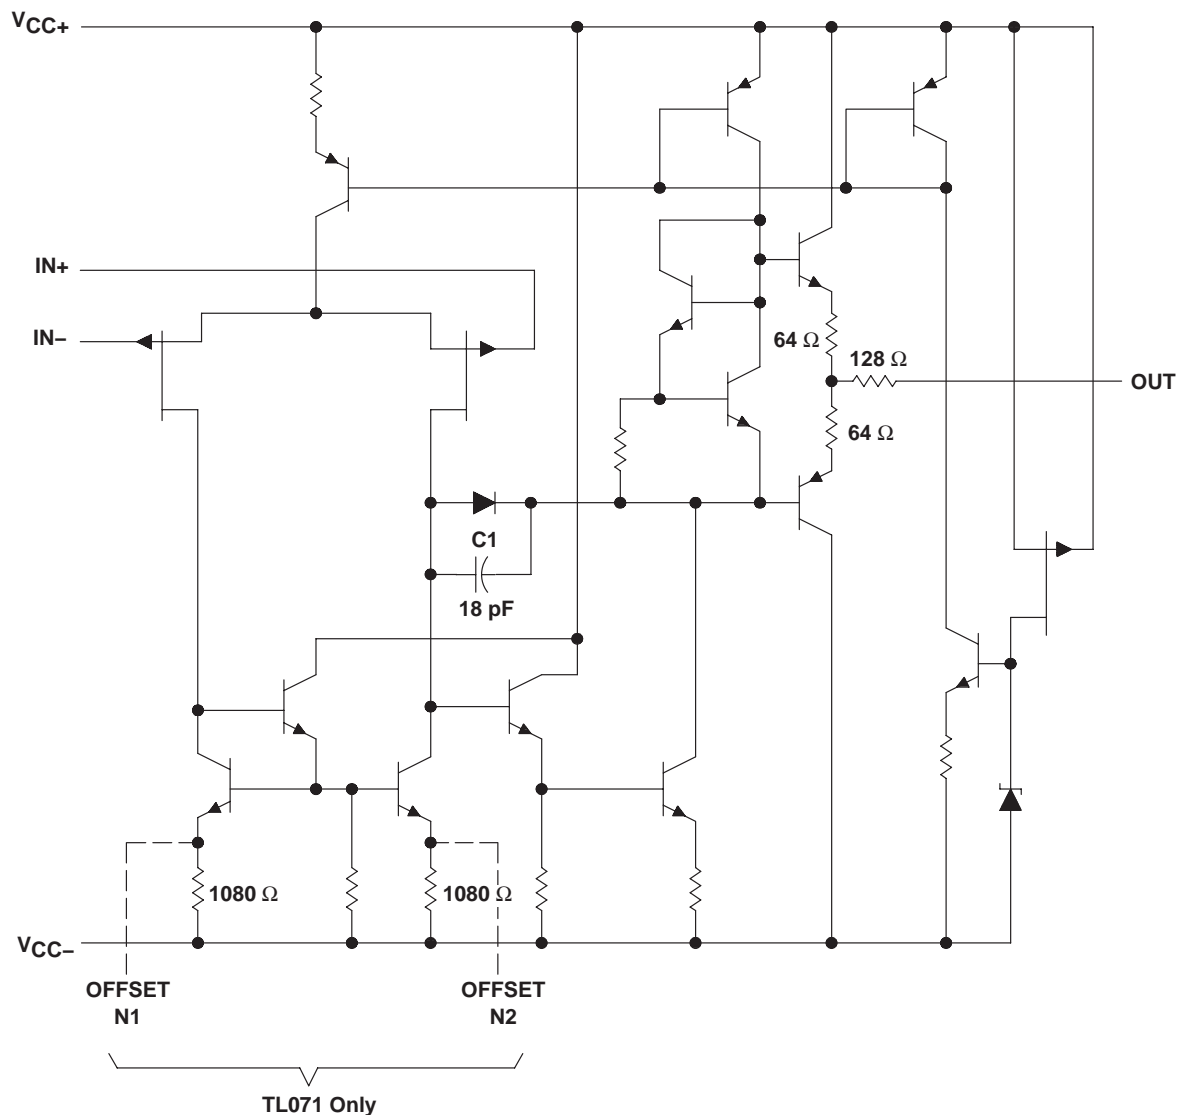 VCC+
IN+
IN−
64 Ω
128 Ω
OUT
64 Ω
C1
18 pF
1080 Ω
1080 Ω
VCC−
OFFSET
N1
OFFSET
N2
TL071 Only